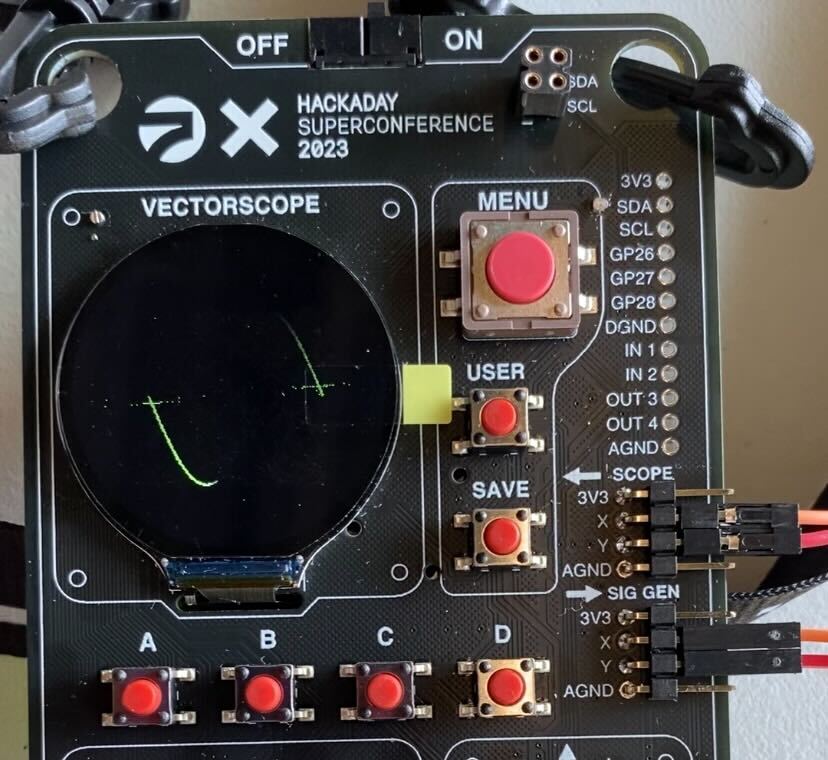 OFF
ON
SDA
SCL
HACKADAY
SUPERCONFERENCE
2023
VECTORSCOPE
MENU
3V3
SDA
SCL
GP26
GP27
GP28
DGND
IN 1
IN 2
OUT 3
OUT 4
AGND
USER
SAVE
SCOPE
3V3
X
Y
AGND
SIG GEN
3V3
X
Y
AGND
A
B
C
D